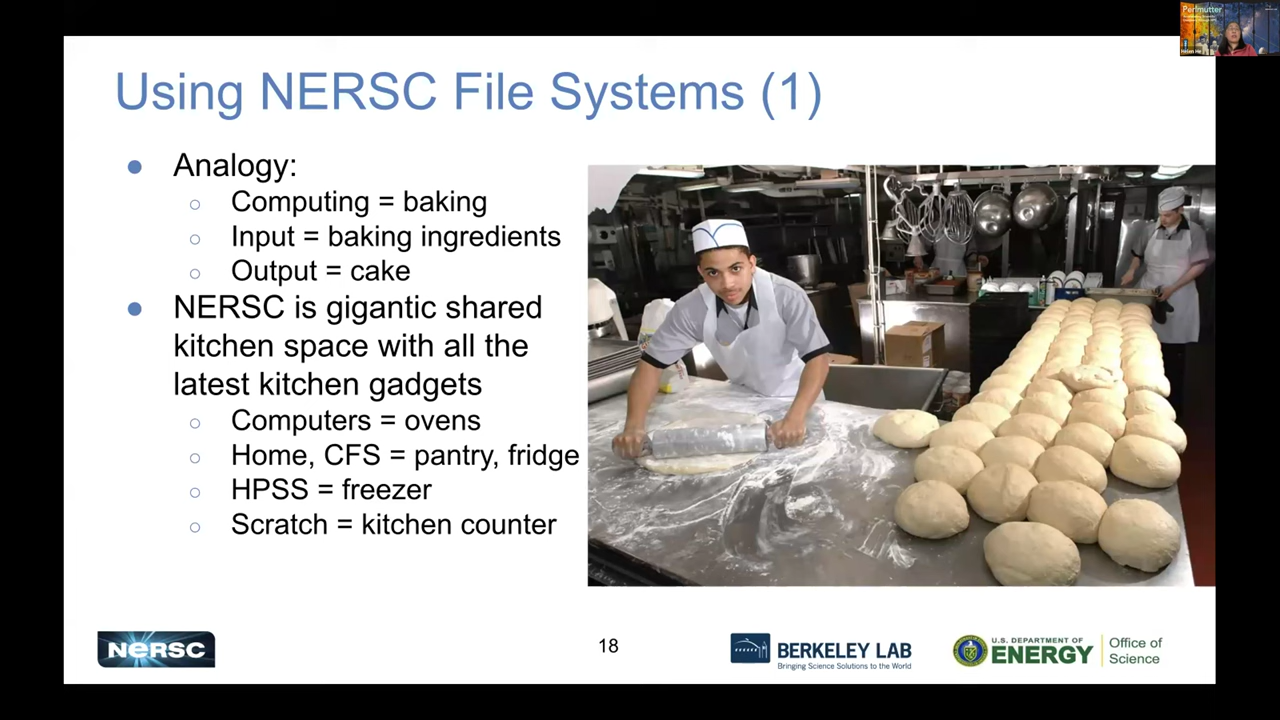 Perlmutter
Using NERSC File Systems (1)
Analogy:
Computing = baking
Input = baking ingredients
Output = cake
NERSC is gigantic shared
kitchen space with all the
latest kitchen gadgets
Computers = ovens
Home, CFS = pantry, fridge
HPSS = freezer
Scratch = kitchen counter
NERSC
18
BERKELEY LAB
Bringing Science Solutions to the World
U.S. DEPARTMENT OF
ENERGY
Office of
Science